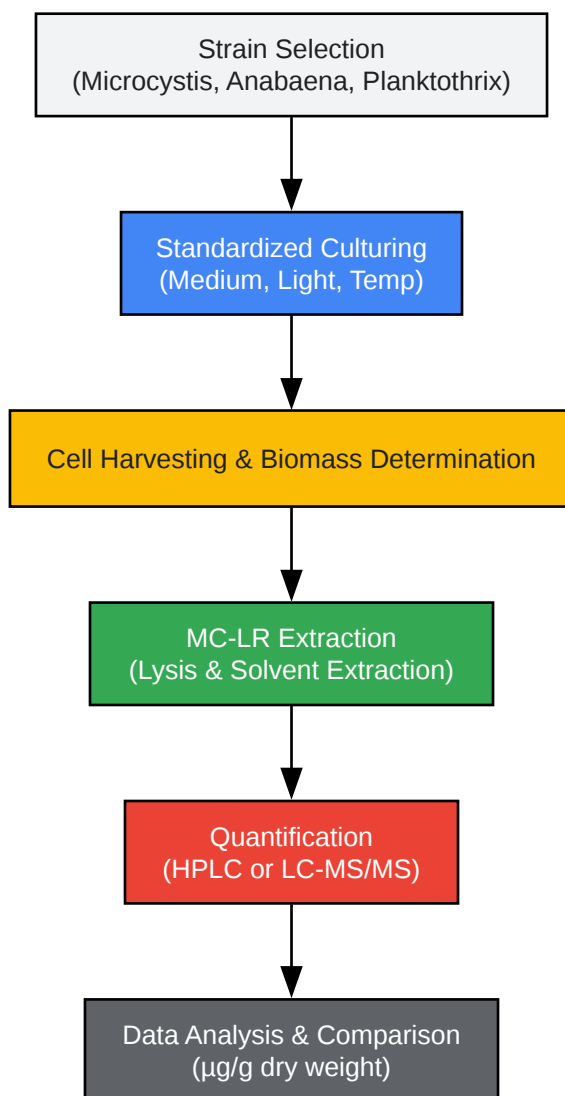 Strain Selection
(Microcystis, Anabaena, Planktothrix)
Standardized Culturing
(Medium, Light, Temp)
Cell Harvesting & Biomass Determination
MC-LR Extraction
(Lysis & Solvent Extraction)
Quantification
(HPLC or LC-MS/MS)
Data Analysis & Comparison
(µg/g dry weight)